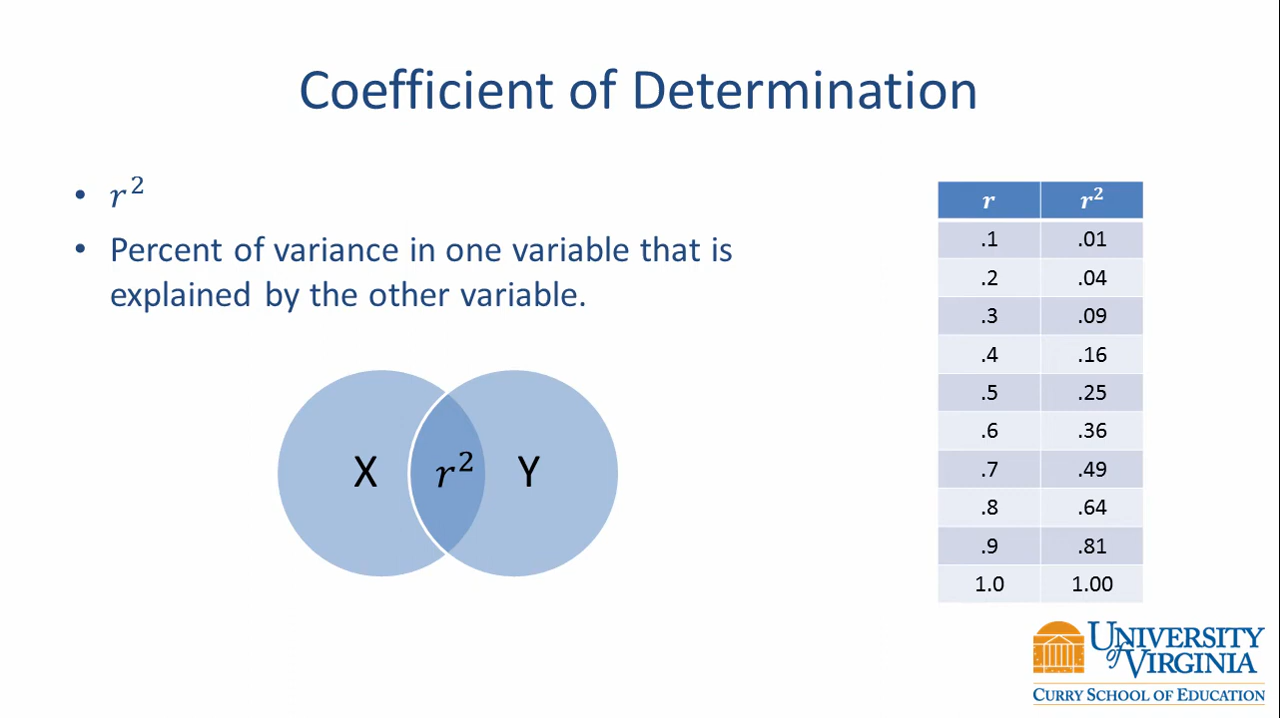 Coefficient of Determination
• r²
• Percent of variance in one variable that is
explained by the other variable.
X r² Y
r r²
.1 .01
.2 .04
.3 .09
.4 .16
.5 .25
.6 .36
.7 .49
.8 .64
.9 .81
1.0 1.00
UNIVERSITY
of VIRGINIA
CURRY SCHOOL OF EDUCATION